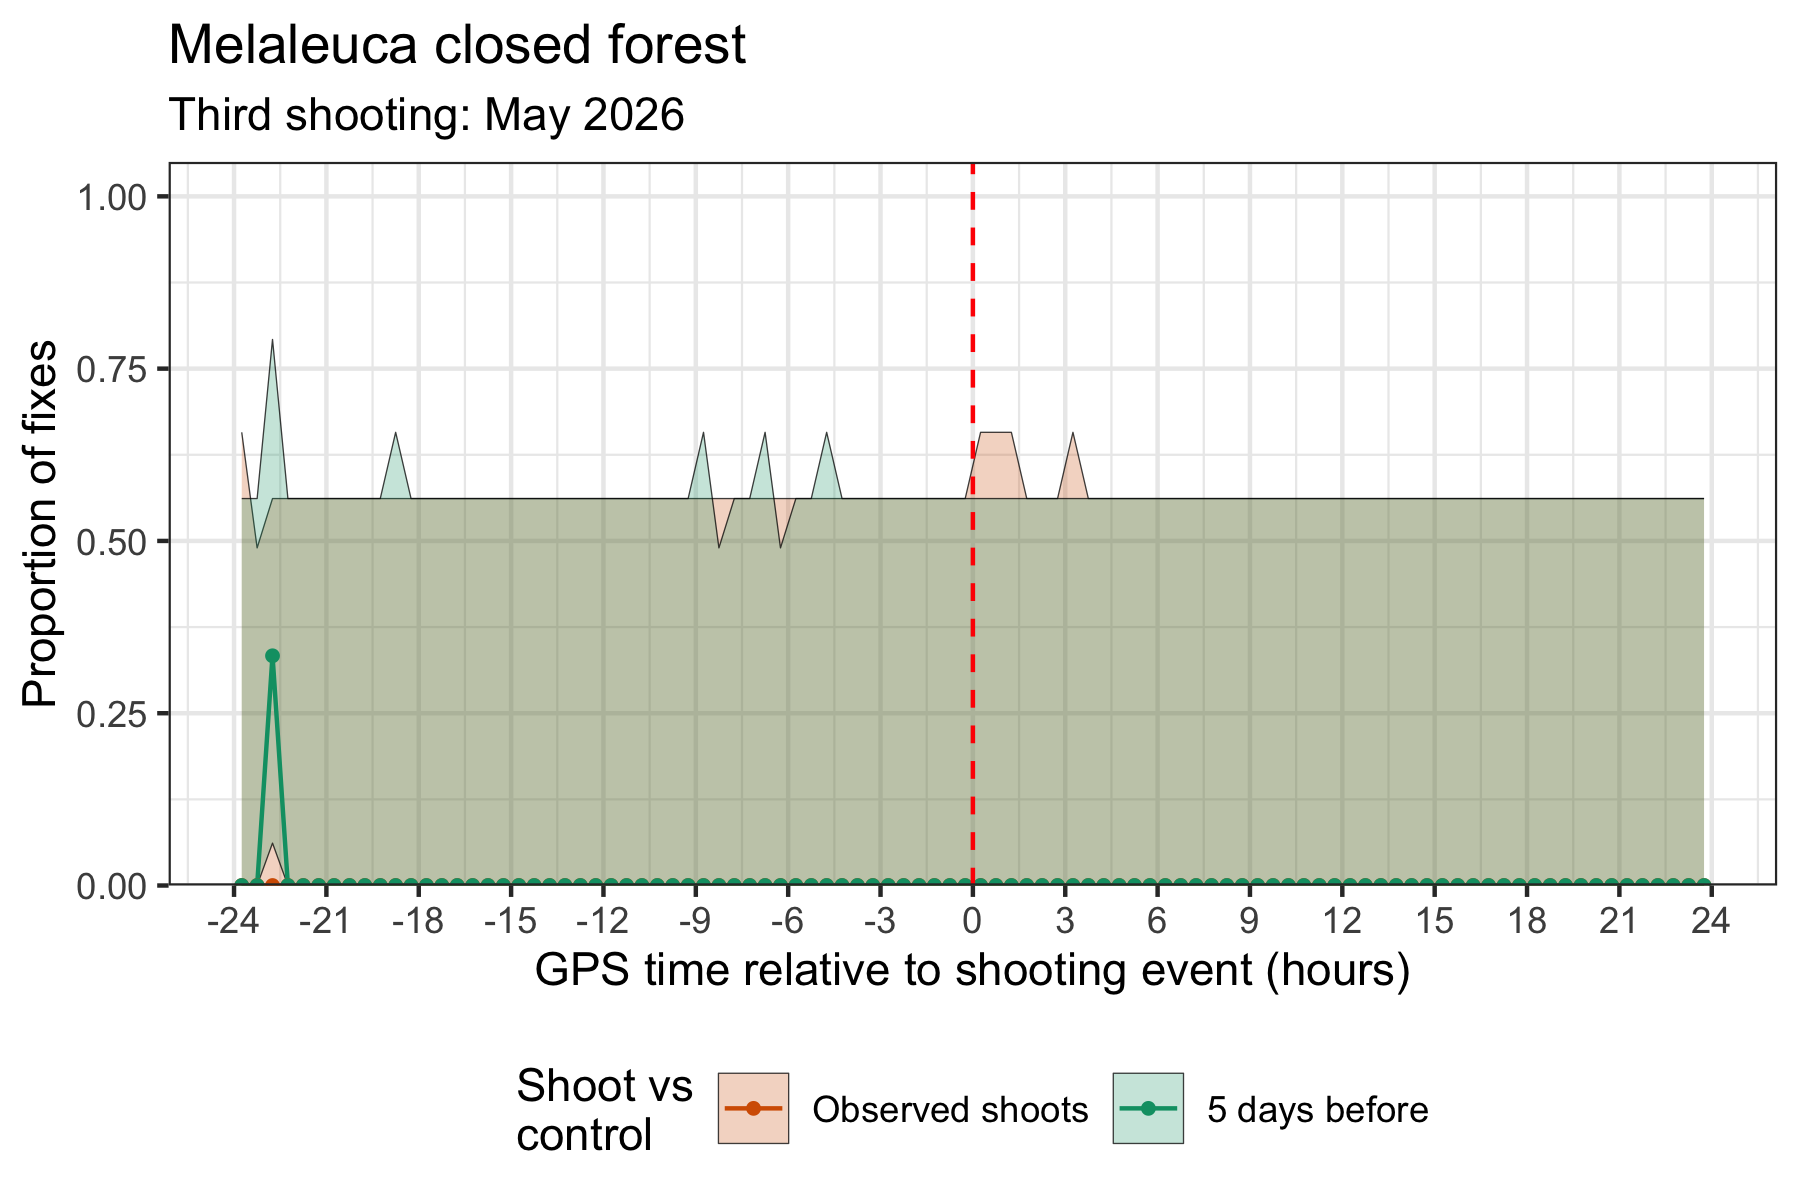 Melaleuca closed forest
Third shooting: May 2026
Proportion of fixes
1.00
0.75
0.50
0.25
0.00
-24 -21 -18 -15 -12 -9 -6 -3 0 3 6 9 12 15 18 21 24
GPS time relative to shooting event (hours)
Shoot vs
control
Observed shoots
5 days before